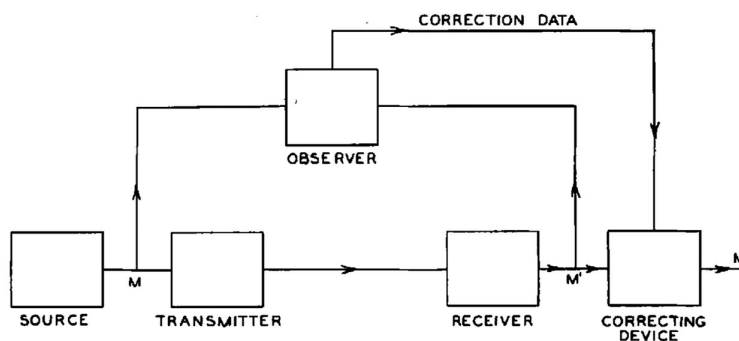 CORRECTION DATA
OBSERVER
M
M'
M
SOURCE
TRANSMITTER
RECEIVER
CORRECTING
DEVICE